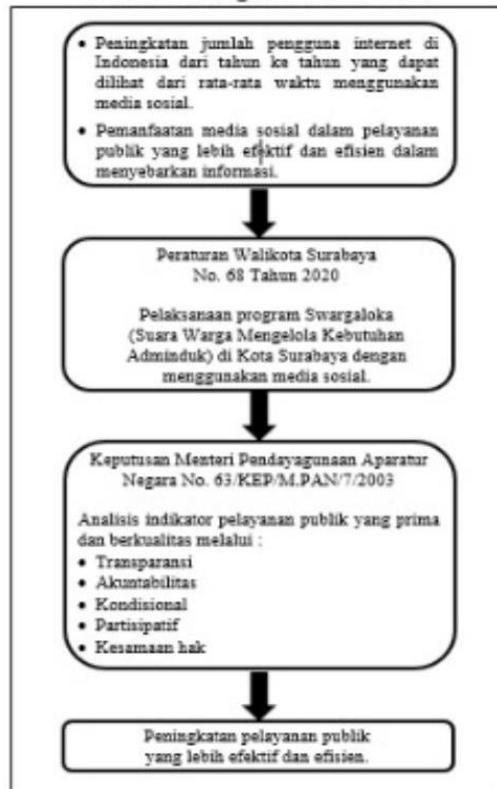 • Peningkatan jumlah pengguna internet di
Indonesia dari tahun ke tahun yang dapat
dilihat dari rata-rata waktu menggunakan
media sosial.
• Pemanfaatan media sosial dalam pelayanan
publik yang lebih efektif dan efisien dalam
menyebarkan informasi.
Peraturan Walikota Surabaya
No. 68 Tahun 2020
Pelaksanaan program Swargaloka
(Suara Warga Mengelola Kebutuhan
Adminduk) di Kota Surabaya dengan
menggunakan media sosial.
Keputusan Menteri Pendayagunaan Aparatur
Negara No. 63/KEP/M.PAN/7/2003
Analisis indikator pelayanan publik yang prima
dan berkualitas melalui :
• Transparansi
• Akuntabilitas
• Kondisional
• Partisipatif
• Kesamaan hak
Peningkatan pelayanan publik
yang lebih efektif dan efisien.